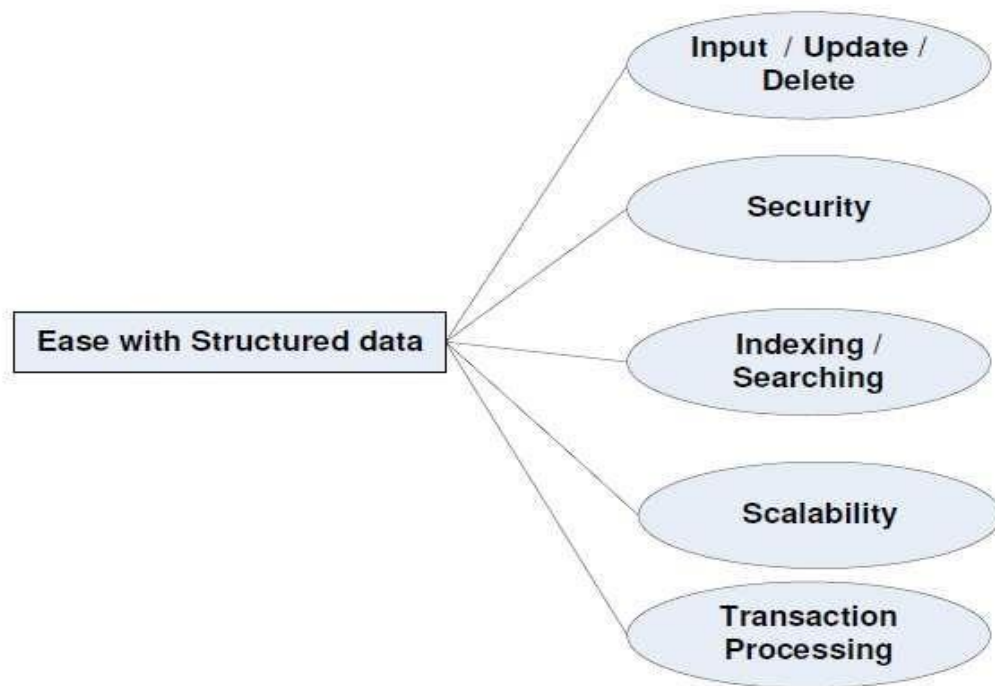 Input / Update /
Delete
Security
Ease with Structured data
Indexing /
Searching
Scalability
Transaction
Processing